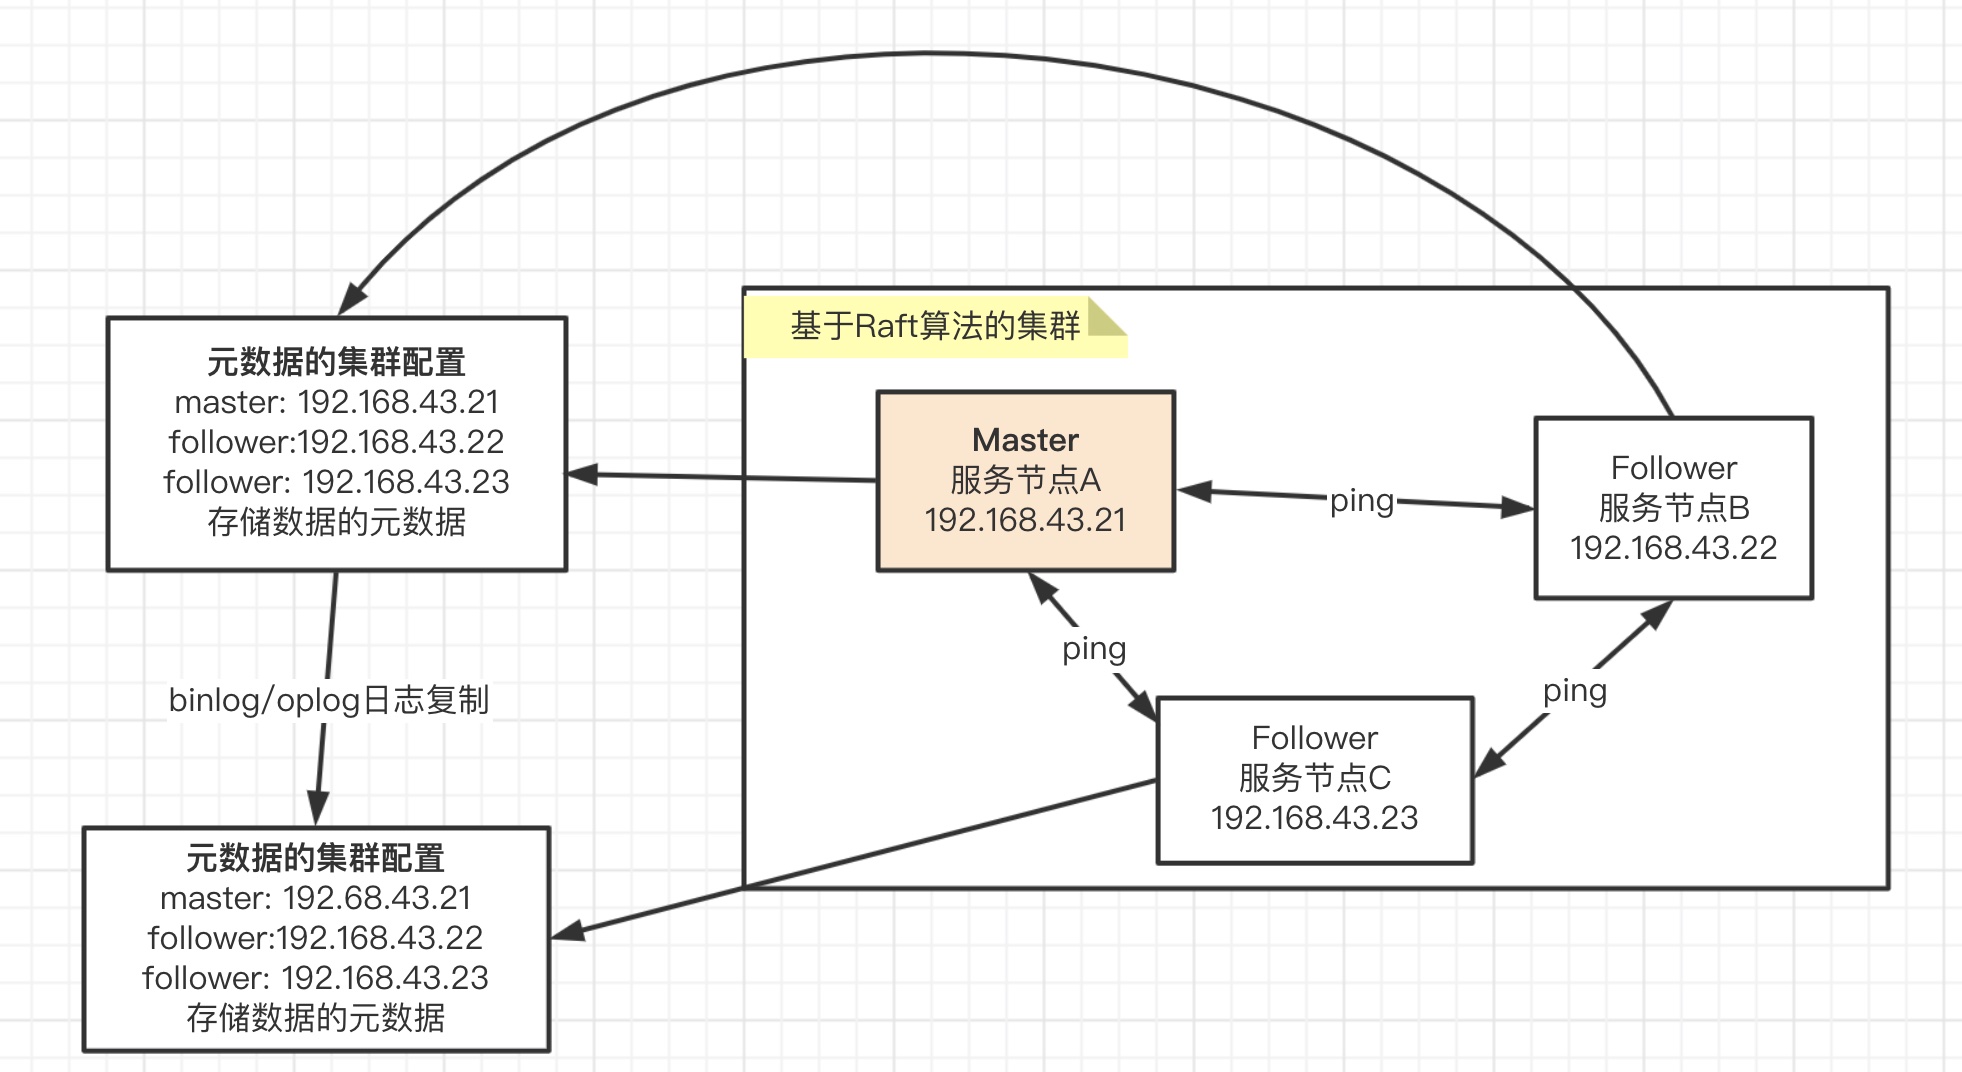 基于Raft算法的集群
元数据的集群配置
master: 192.168.43.21
follower:192.168.43.22
follower: 192.168.43.23
存储数据的元数据
Master
服务节点A
192.168.43.21
ping
Follower
服务节点B
192.168.43.22
ping
ping
binlog/oplog日志复制
Follower
服务节点C
192.168.43.23
元数据的集群配置
master: 192.68.43.21
follower:192.168.43.22
follower: 192.168.43.23
存储数据的元数据